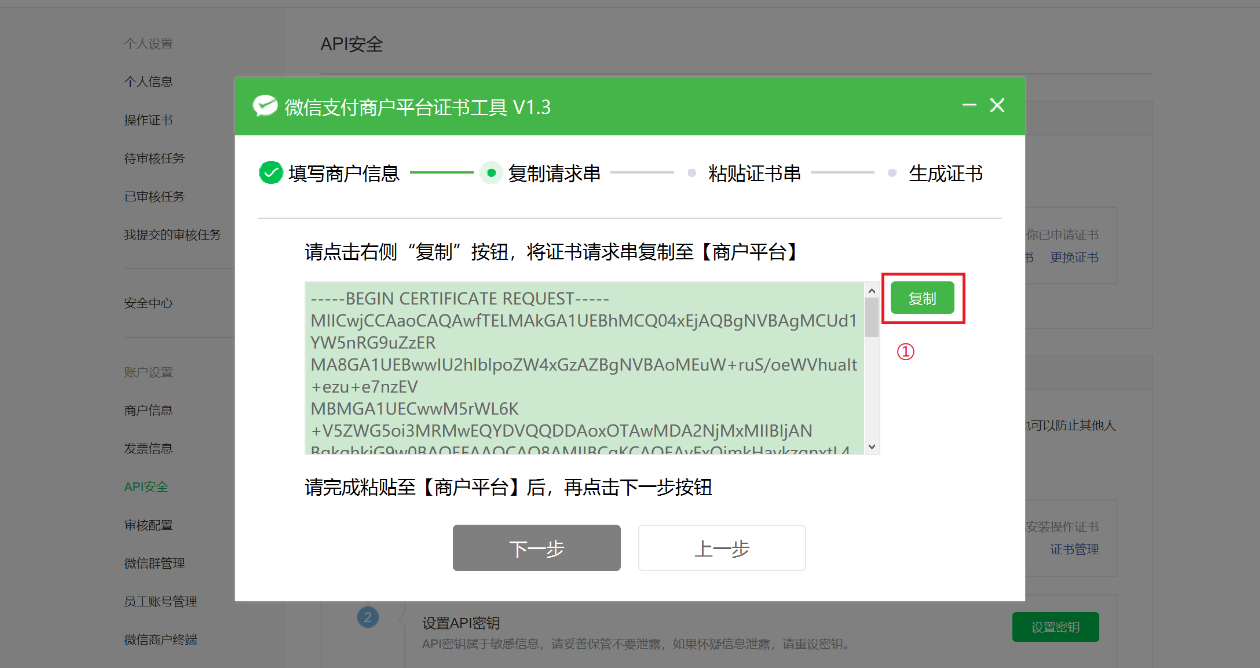 个人设置
个人信息
操作证书
待审核任务
已审核任务
我提交的审核任务
安全中心
账户设置
商户信息
发票信息
API安全
审核配置
微信群管理
员工账号管理
微信商户终端
API安全
微信支付商户平台证书工具 V1.3
填写商户信息
复制请求串
粘贴证书串
生成证书
请点击右侧“复制”按钮，将证书请求串复制至【商户平台】
-----BEGIN CERTIFICATE REQUEST-----
MIICwjCCAaoCAQAwfTELMAkGA1UEBhMCQ04xEjAQBgNVBAgMCUd1
YW5nRG9uZzER
MA8GA1UEBwwIU2hlblpoZW4xGzAZBgNVBAoMEuW+ruS/oeWVhualt
+ezu+e7nzEV
MBMGA1UECwwM5rWL6K
+V5ZWG5oi3MRMwEQYDVQQDDAoxOTAwMDA2NjMxMIIBIjAN
复制
①
请完成粘贴至【商户平台】后，再点击下一步按钮
下一步
上一步
你已申请证书
书 更换证书
也可以防止其他人
安装操作证书
证书管理
2
设置API密钥
API密钥属于敏感信息，请妥善保管不要泄露，如果怀疑信息泄露，请重设密钥。
设置密钥